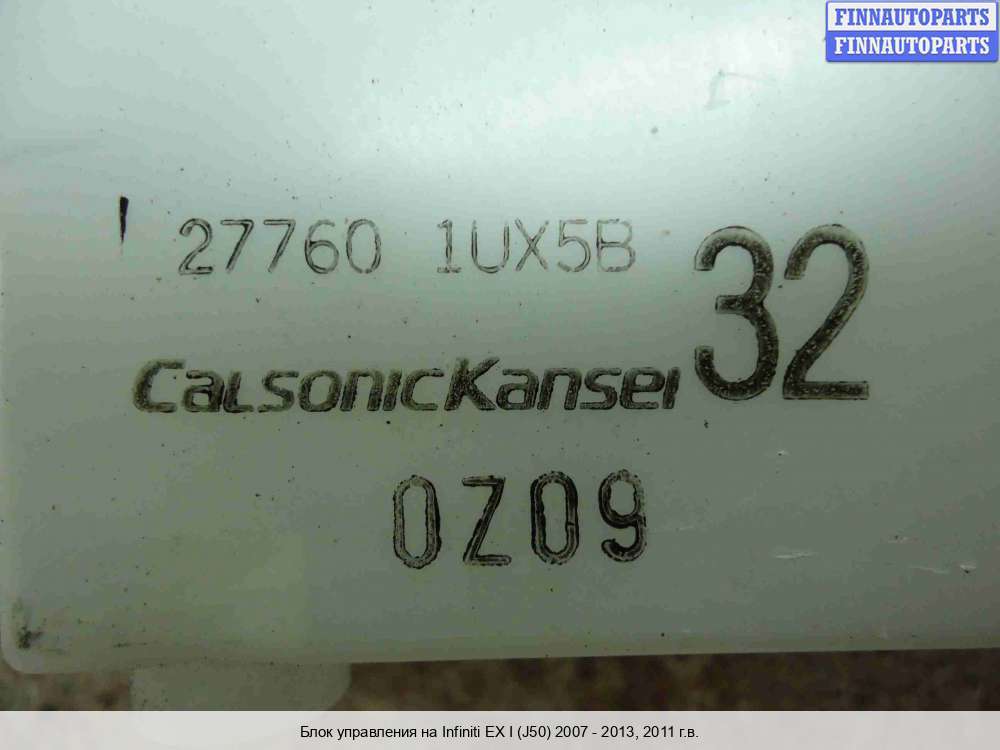 FINNAUTOPARTS
FINNAUTOPARTS
27760 1UX5B
32
CalsonicKansei
0Z09
Блок управления на Infiniti EX I (J50) 2007 - 2013, 2011 г.в.